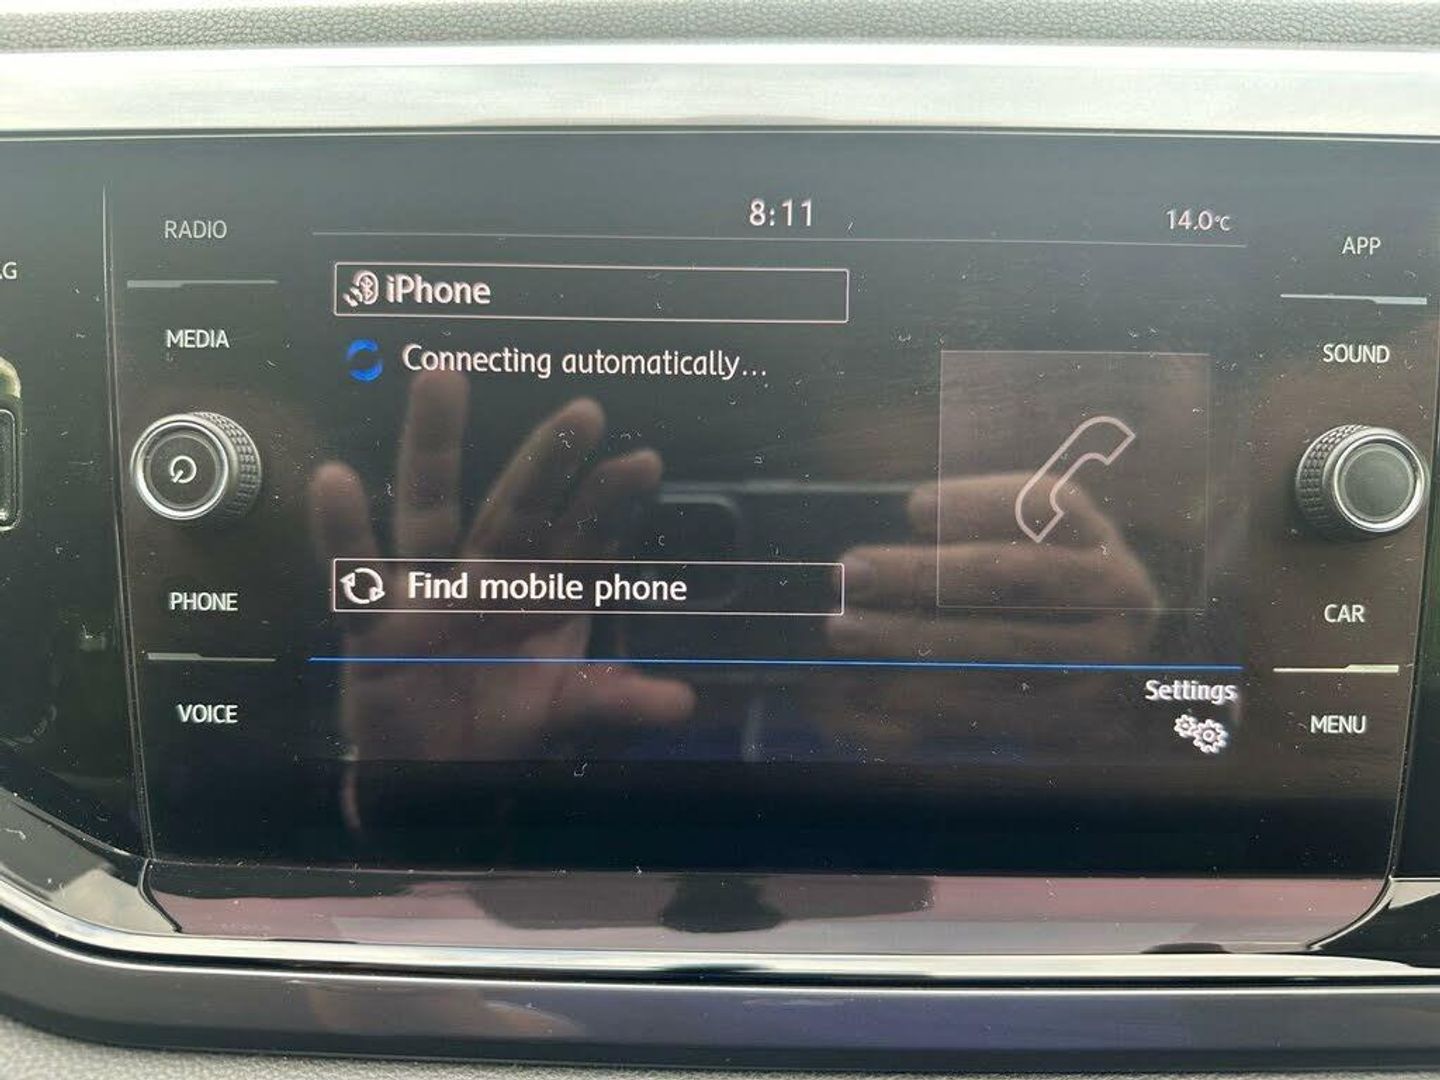 8:11
14.0°C
RADIO
MEDIA
PHONE
VOICE
iPhone
Connecting automatically...
Find mobile phone
Settings
APP
SOUND
CAR
MENU